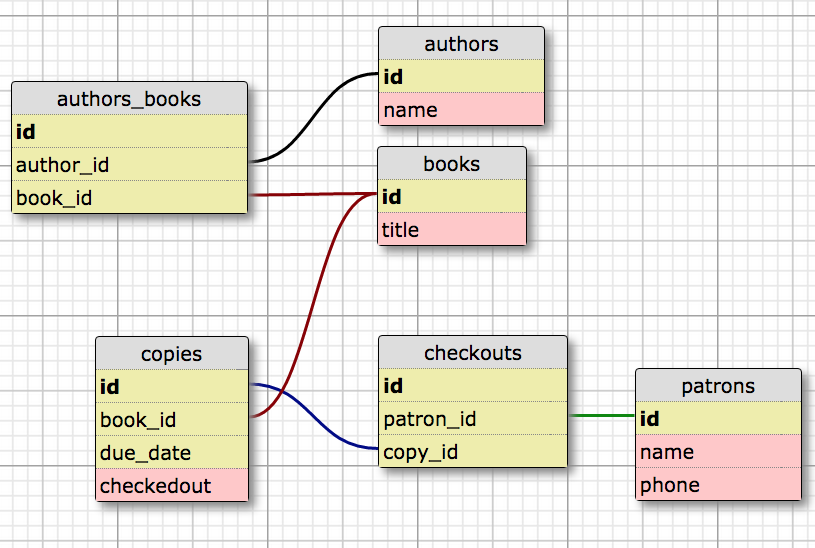 authors
id
name
authors_books
id
author_id
book_id
books
id
title
copies
id
book_id
due_date
checkedout
checkouts
id
patron_id
copy_id
patrons
id
name
phone